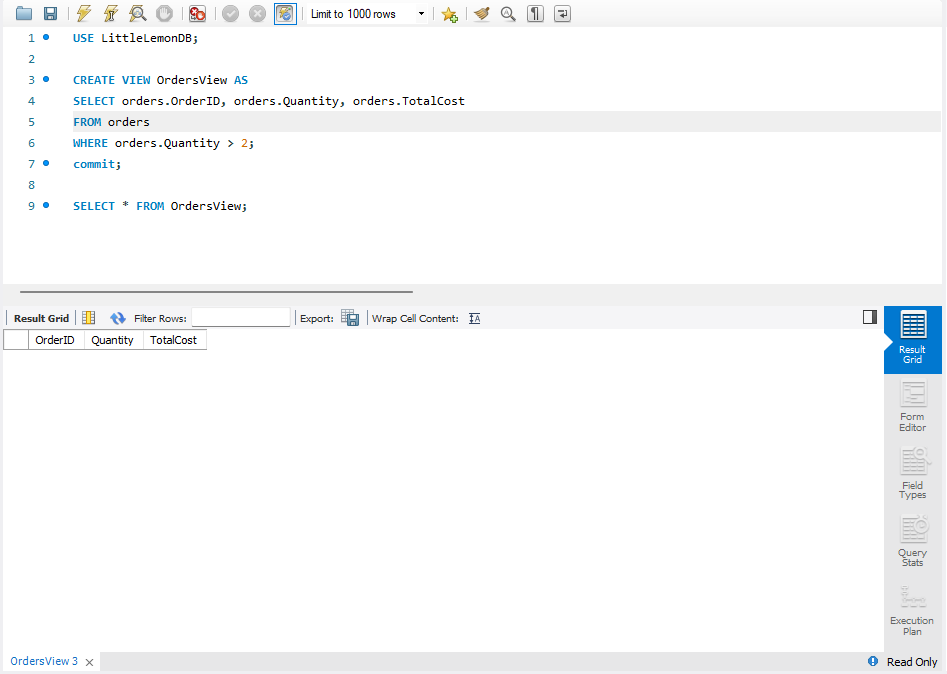 Limit to 1000 rows
1 USE LittleLemonDB;
2
3 CREATE VIEW OrdersView AS
4 SELECT orders.OrderID, orders.Quantity, orders.TotalCost
5 FROM orders
6 WHERE orders.Quantity > 2;
7 commit;
8
9 SELECT * FROM OrdersView;
Result Grid Filter Rows: Export: Wrap Cell Content:
OrderID Quantity TotalCost
Result
Grid
Form
Editor
Field
Types
Query
Stats
Execution
Plan
OrdersView 3 Read Only